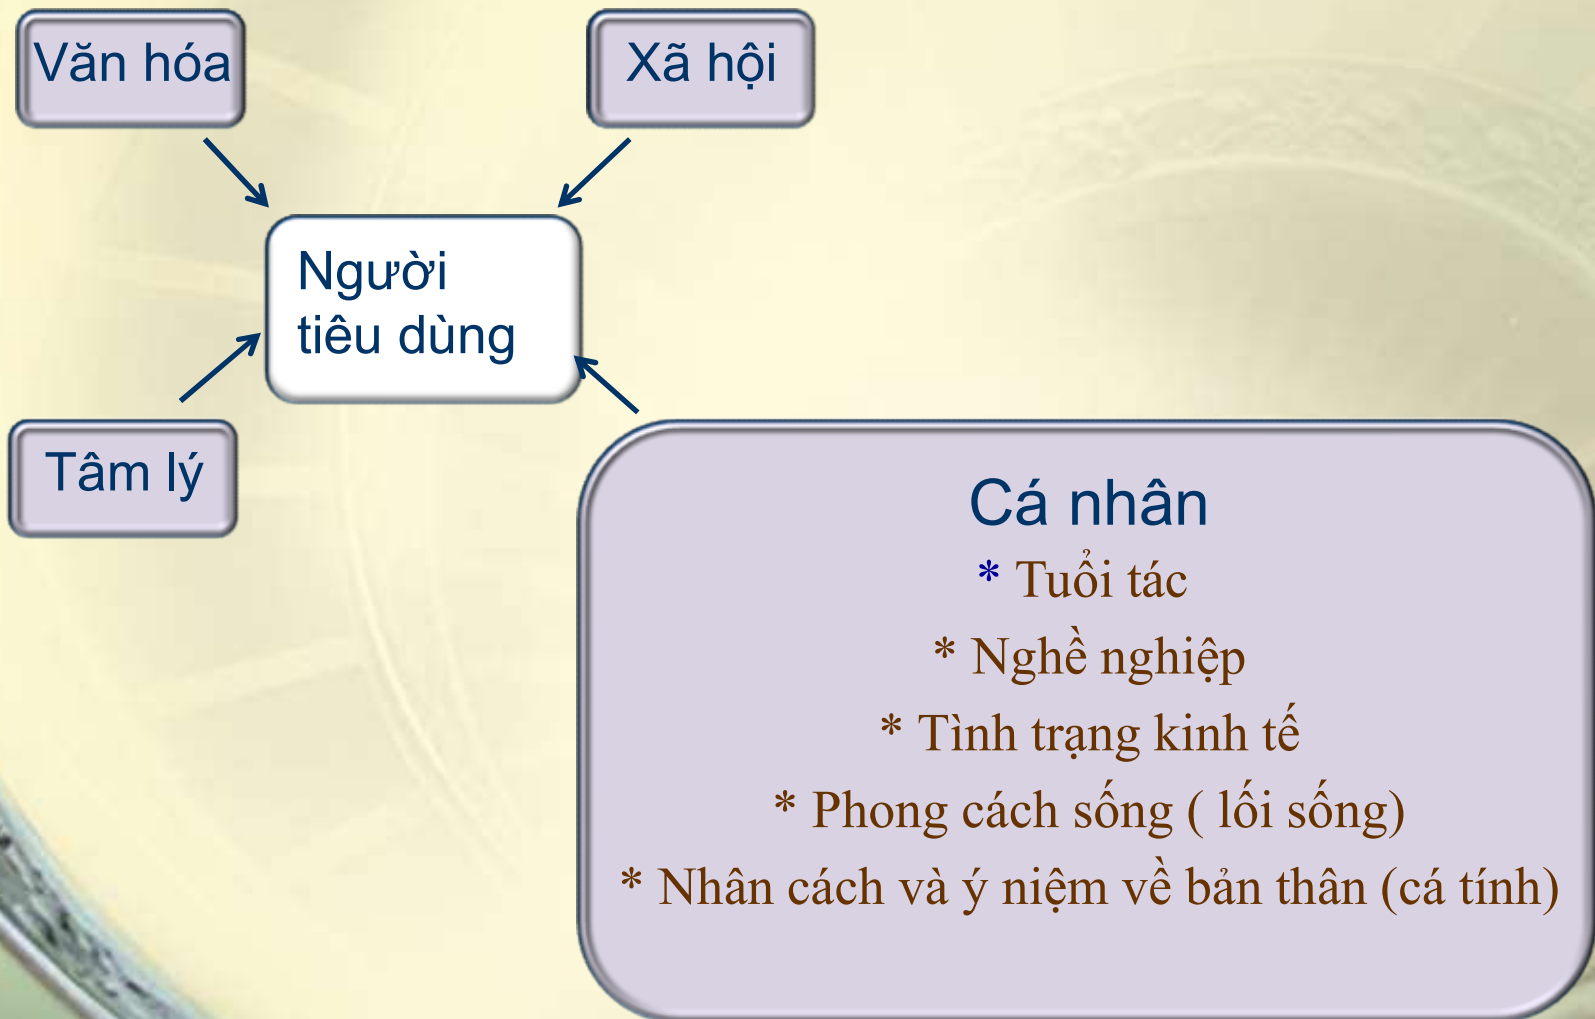 Văn hóa
Xã hội
Người
tiêu dùng
Tâm lý
Cá nhân
* Tuổi tác
* Nghề nghiệp
* Tình trạng kinh tế
* Phong cách sống ( lối sống)
* Nhân cách và ý niệm về bản thân (cá tính)